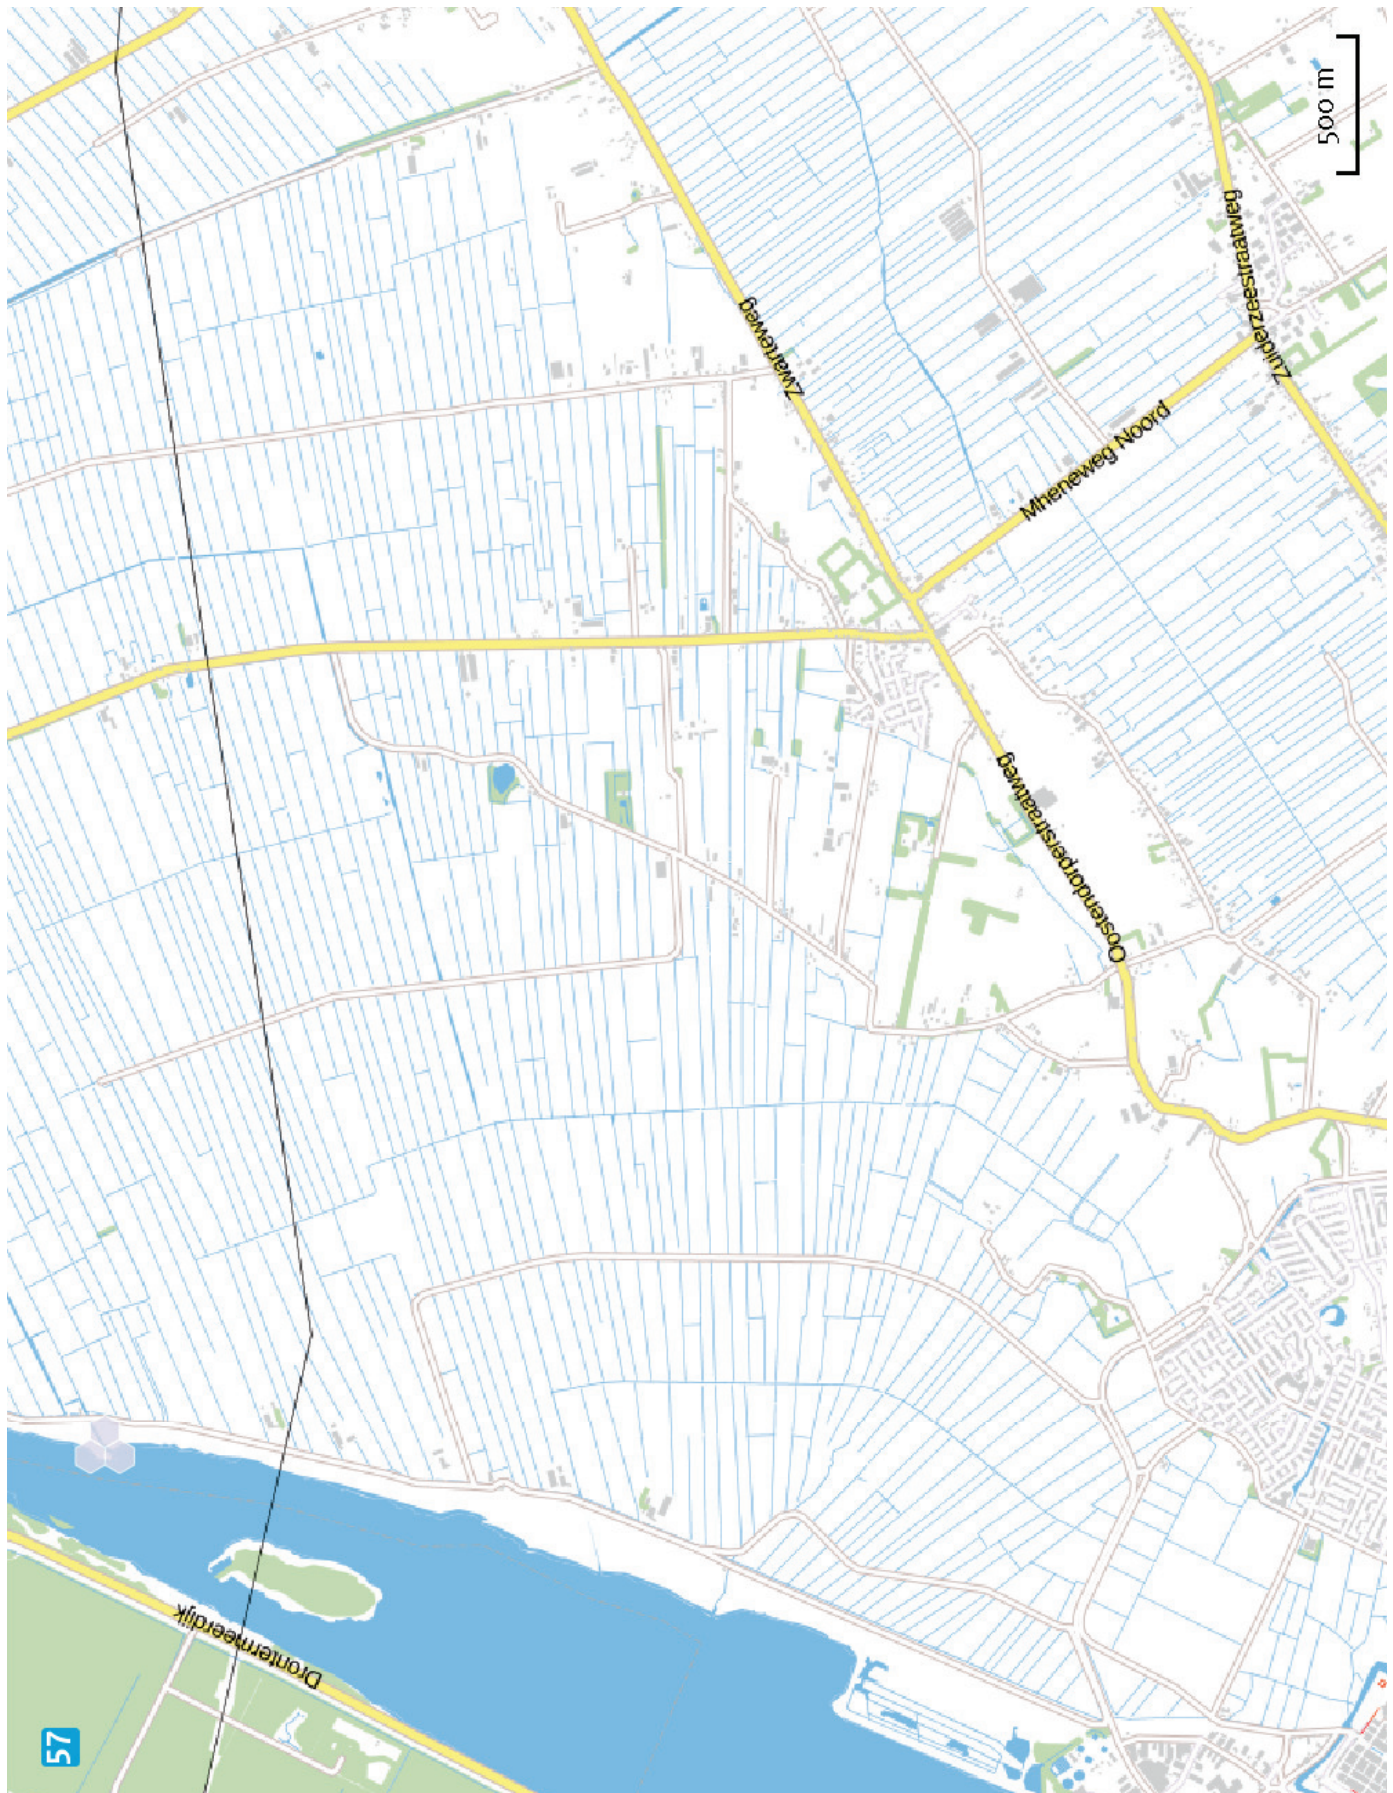 500 m
Zwarteweg
Zuiderzeestraatweg
Mheneweg Noord
Oostendorperstraatweg
Drontermeerdijk
57